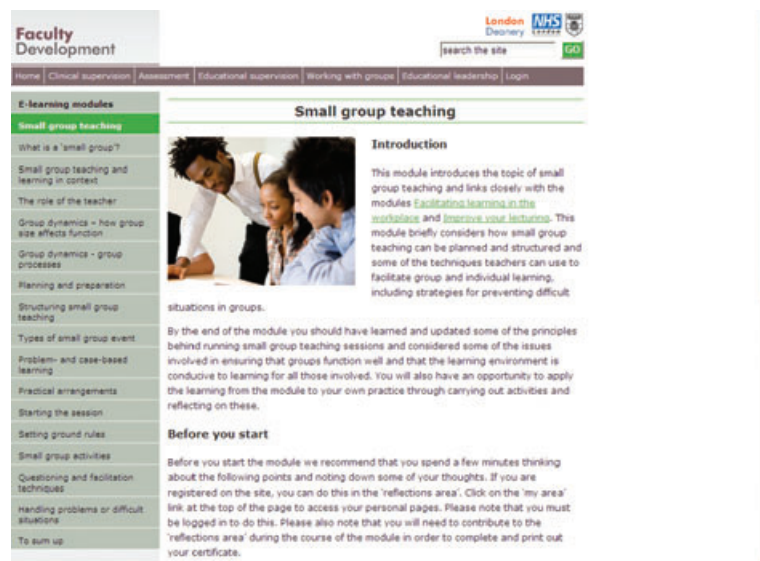 Faculty
Development
London
Deanery
NHS
London
search the site
GO
Home
Clinical supervision
Assessment
Educational supervision
Working with groups
Educational leadership
Login
E-learning modules
Small group teaching
What is a 'small group'?
Small group teaching and
learning in context
The role of the teacher
Group dynamics – how group
size affects function
Group dynamics - group
processes
Planning and preparation
Structuring small group
teaching
Types of small group event
Problem- and case-based
learning
Practical arrangements
Starting the session
Setting ground rules
Small group activities
Questioning and facilitation
techniques
Handling problems or difficult
situations
To sum up
Small group teaching
Introduction
This module introduces the topic of small
group teaching and links closely with the
modules Facilitating learning in the
workplace and Improve your lecturing. This
module briefly considers how small group
teaching can be planned and structured and
some of the techniques teachers can use to
facilitate group and individual learning,
including strategies for preventing difficult
situations in groups.
By the end of the module you should have learned and updated some of the principles
behind running small group teaching sessions and considered some of the issues
involved in ensuring that groups function well and that the learning environment is
conducive to learning for all those involved. You will also have an opportunity to apply
the learning from the module to your own practice through carrying out activities and
reflecting on these.
Before you start
Before you start the module we recommend that you spend a few minutes thinking
about the following points and noting down some of your thoughts. If you are
registered on the site, you can do this in the 'reflections area'. Click on the 'my area'
link at the top of the page to access your personal pages. Please note that you must
be logged in to do this. Please also note that you will need to contribute to the
'reflections area' during the course of the module in order to complete and print out
your certificate.